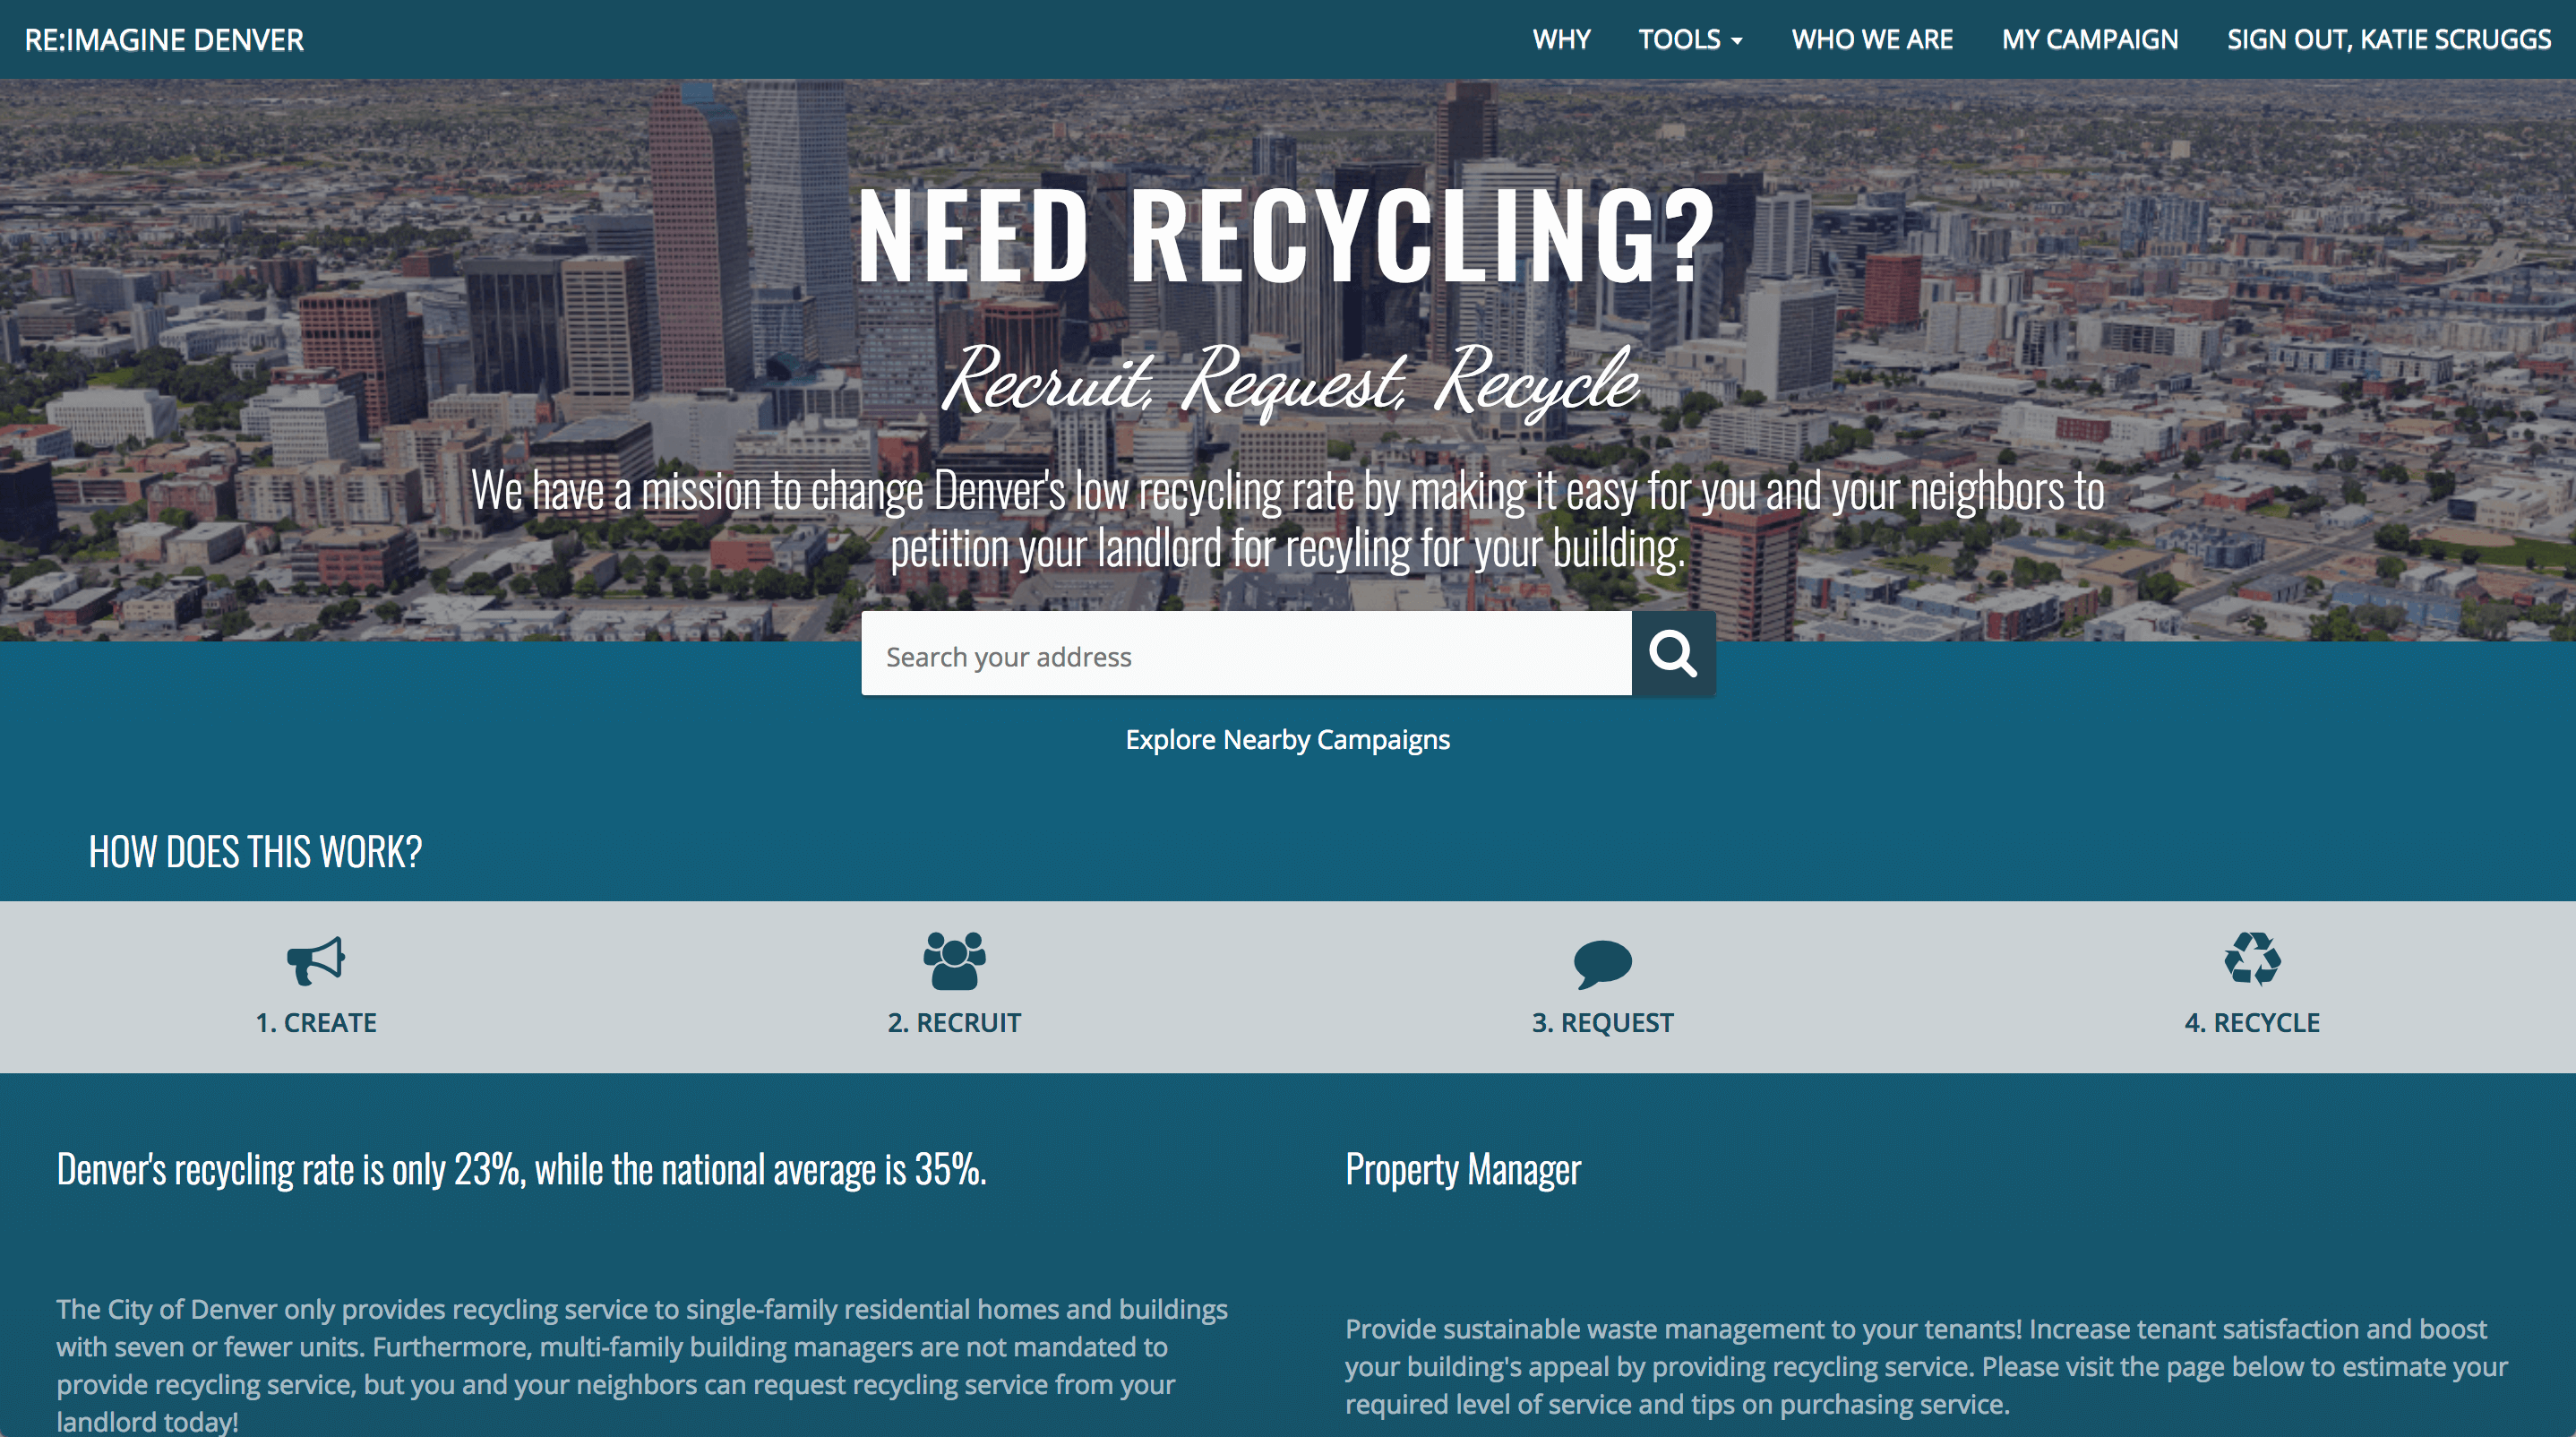 RE:IMAGINE DENVER
WHY
TOOLS
WHO WE ARE
MY CAMPAIGN
SIGN OUT, KATIE SCRUGGS
NEED RECYCLING?
Recruit, Request, Recycle
We have a mission to change Denver's low recycling rate by making it easy for you and your neighbors to
petition your landlord for recyling for your building.
Search your address
Explore Nearby Campaigns
HOW DOES THIS WORK?
1. CREATE
2. RECRUIT
3. REQUEST
4. RECYCLE
Denver's recycling rate is only 23%, while the national average is 35%.
The City of Denver only provides recycling service to single-family residential homes and buildings
with seven or fewer units. Furthermore, multi-family building managers are not mandated to
provide recycling service, but you and your neighbors can request recycling service from your
landlord today!
Property Manager
Provide sustainable waste management to your tenants! Increase tenant satisfaction and boost
your building's appeal by providing recycling service. Please visit the page below to estimate your
required level of service and tips on purchasing service.